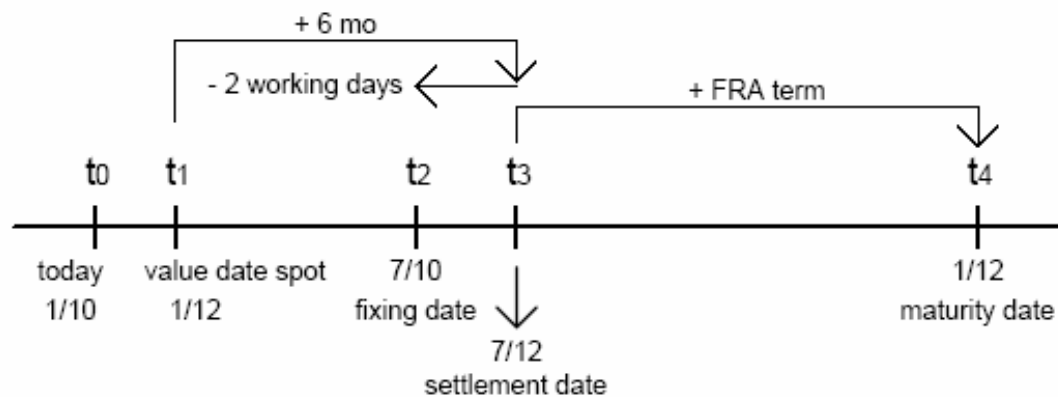 + 6 mo
- 2 working days
+ FRA term
t0 t1 t2 t3 t4
today value date spot 7/10 1/12
1/10 1/12 fixing date maturity date
7/12
settlement date